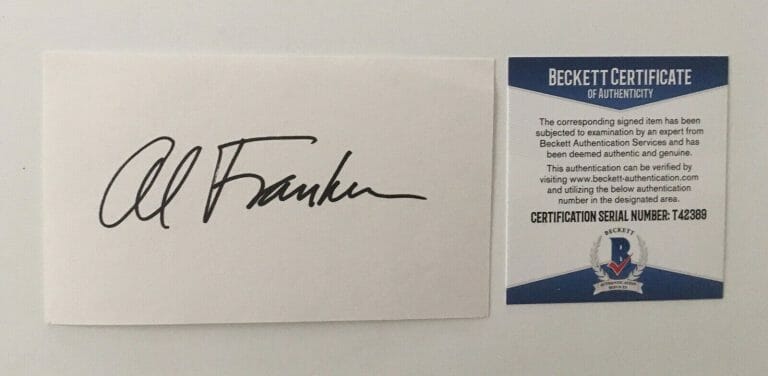 Al Franken
BECKETT CERTIFICATE
OF AUTHENTICITY
The corresponding signed item has been
subjected to examination by an expert from
Beckett Authentication Services and has
been deemed authentic and genuine.
This authentication can be verified by
visiting www.beckett-authentication.com
and utilizing the below authentication
number in the designated area.
CERTIFICATION SERIAL NUMBER: T42389
BECKETT
B
AUTHENTICATION
SERVICES